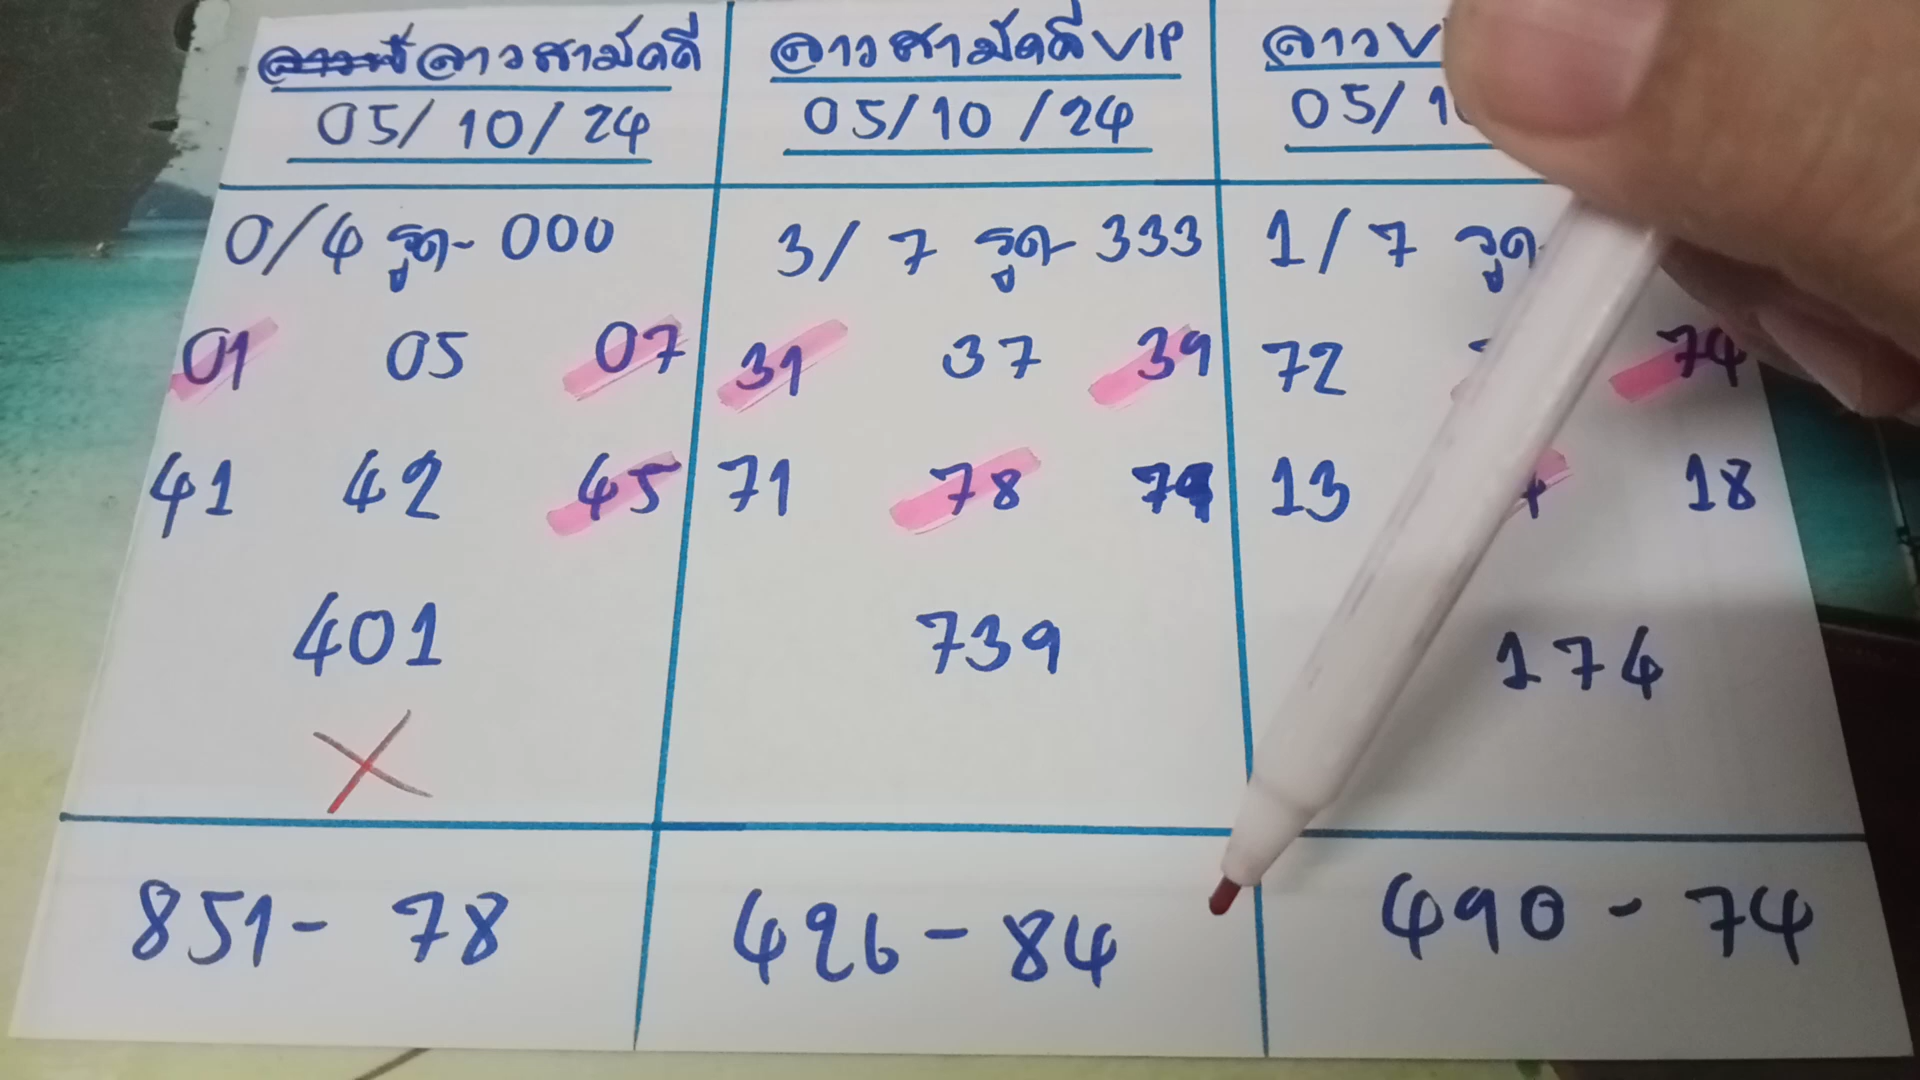 ลาวสามัคคี
05/10/24
0/4 รูด- 000
01 05 07
41 42 45
401
851- 78
ลาวสามัคคี VIP
05/10/24
3/7 รูด- 333
31 37 39
71 78 79
739
426-84
ลาว
05/
1/7 รูด-
72 74
13 18
174
490-74